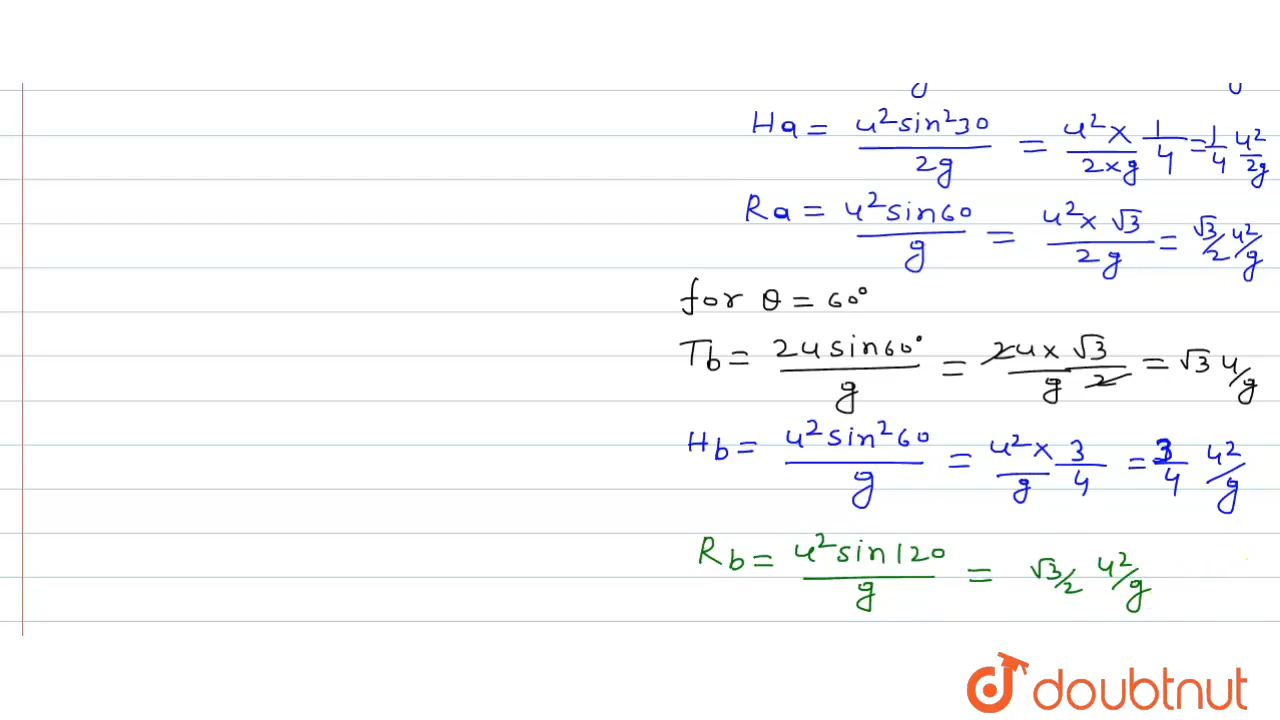 Ha = u²sin²30 / 2g = u² × 1/4 / 2×g = 1/4 u²/2g
Ra = u²sin60 / g = u² × √3 / 2g = √3/2 u²/g
for θ = 60°
Tb = 2usin60° / g = 2u × √3 / g 2 = √3 u/g
Hb = u²sin²60 / g = u²/g × 3/4 = 3/4 u²/g
Rb = u²sin120 / g = √3/2 u²/g
doubtnut